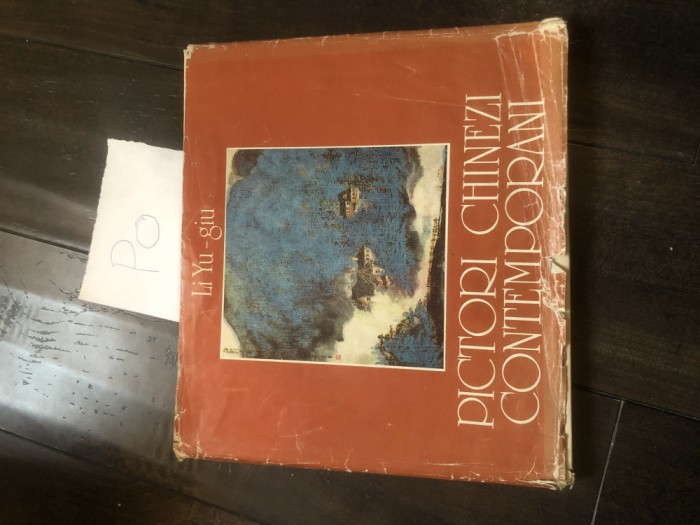 Li Yu-giu
PICTORI CHINEZI
CONTEMPORANI
PO